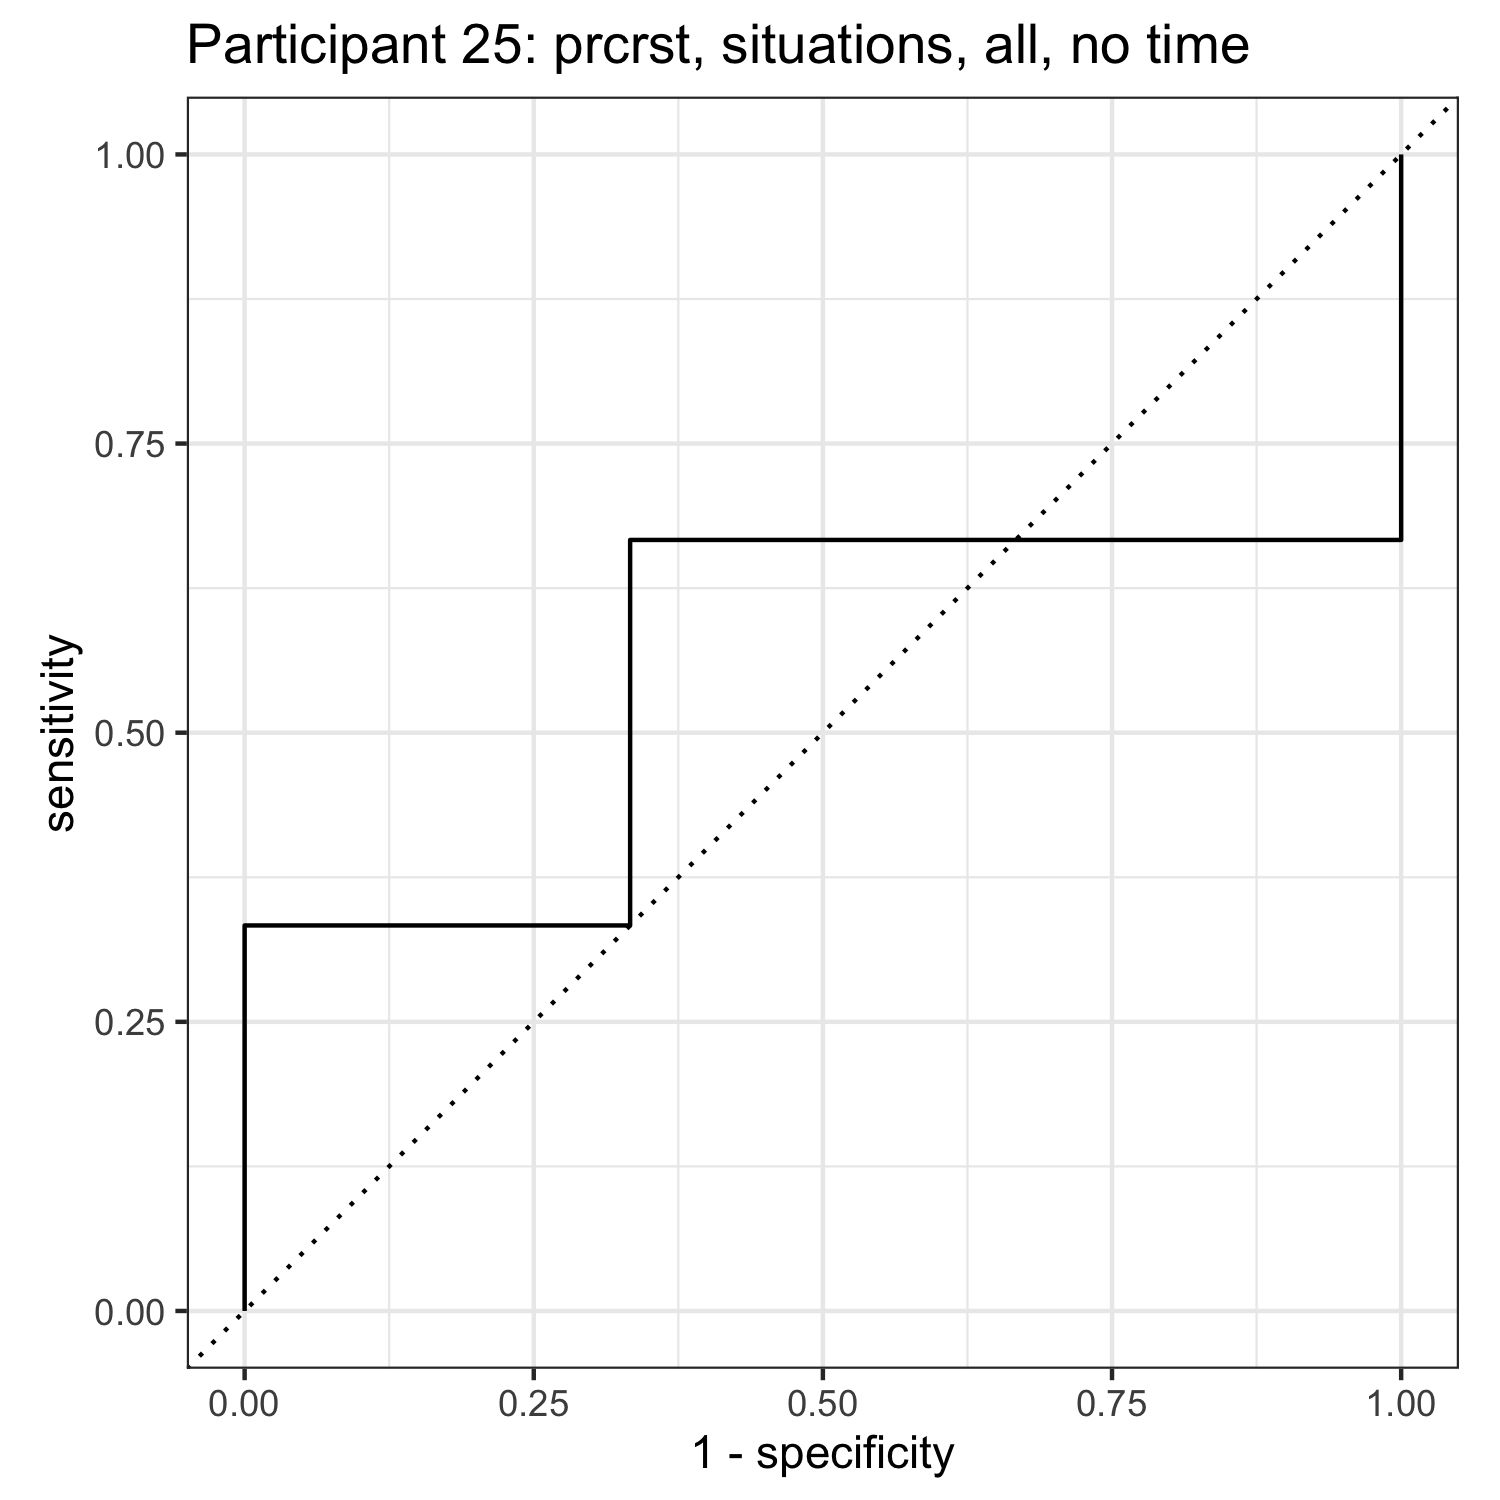 Participant 25: prcrst, situations, all, no time
sensitivity
1.00
0.75
0.50
0.25
0.00
0.00 0.25 0.50 0.75 1.00
1 - specificity